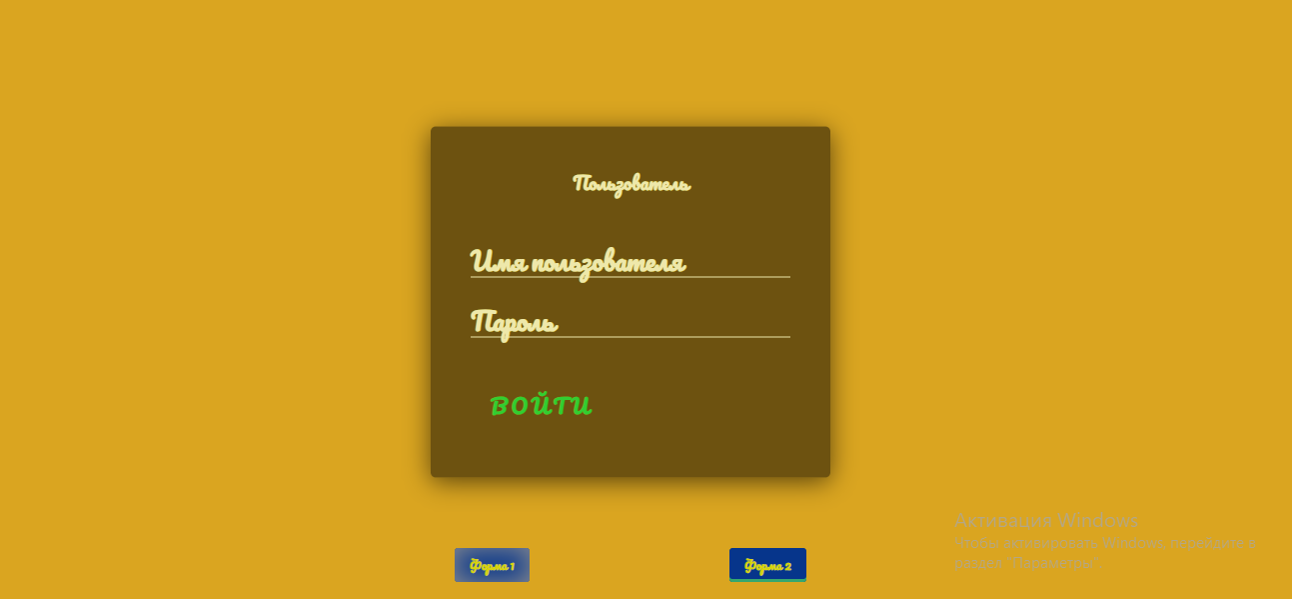 Пользователь
Имя пользователя
Пароль
ВОЙТИ
Форма 1
Форма 2
Активация Windows
Чтобы активировать Windows, перейдите в
раздел "Параметры".